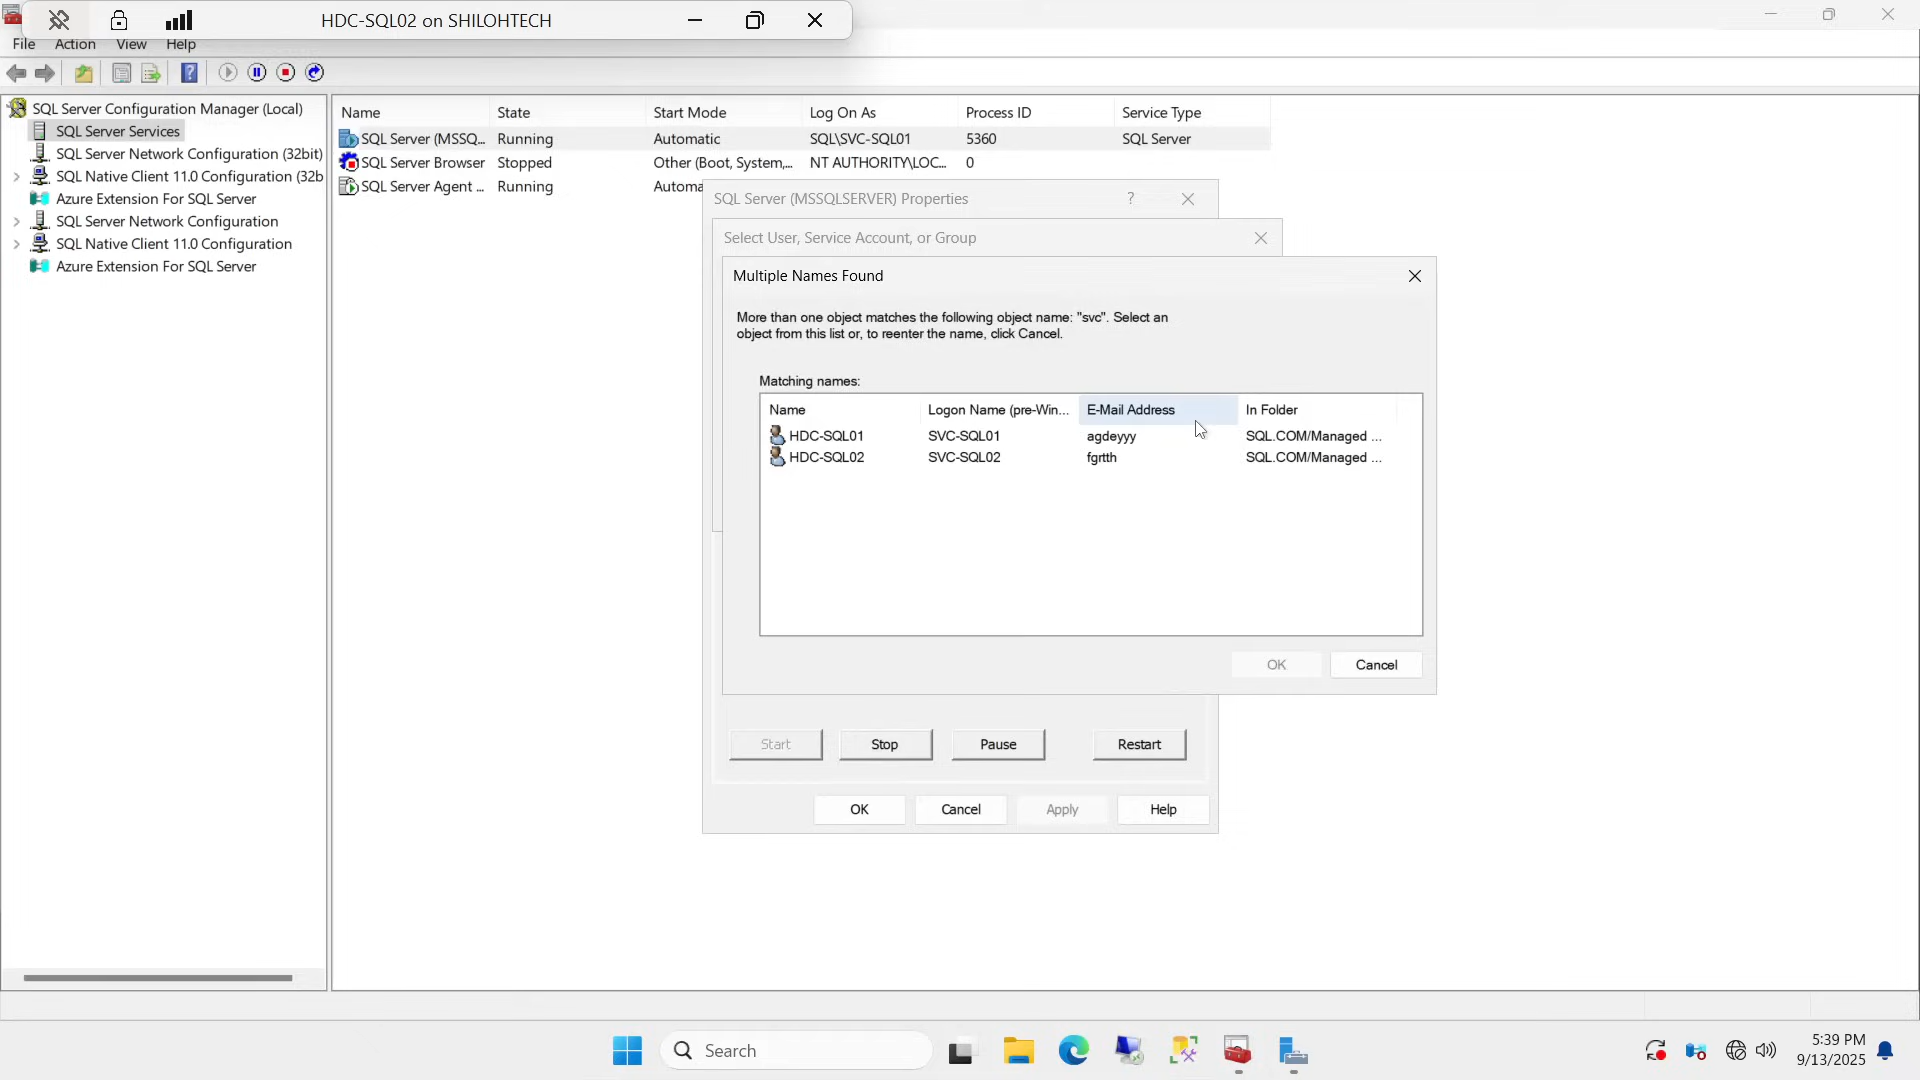 HDC-SQL02 on SHILOHTECH
File Action View Help
SQL Server Configuration Manager (Local)
SQL Server Services
SQL Server Network Configuration (32bit)
SQL Native Client 11.0 Configuration (32b
Azure Extension For SQL Server
SQL Server Network Configuration
SQL Native Client 11.0 Configuration
Azure Extension For SQL Server
Name State Start Mode Log On As Process ID Service Type
SQL Server (MSSQ... Running Automatic SQL\SVC-SQL01 5360 SQL Server
SQL Server Browser Stopped Other (Boot, System,... NT AUTHORITY\LOC... 0
SQL Server Agent ... Running Automa
SQL Server (MSSQLSERVER) Properties ?
Select User, Service Account, or Group
Multiple Names Found
More than one object matches the following object name: "svc". Select an
object from this list or, to reenter the name, click Cancel.
Matching names:
Name Logon Name (pre-Win... E-Mail Address In Folder
HDC-SQL01 SVC-SQL01 agdeyyy SQL.COM/Managed ...
HDC-SQL02 SVC-SQL02 fgrtth SQL.COM/Managed ...
OK Cancel
Start Stop Pause Restart
OK Cancel Apply Help
Search
5:39 PM
9/13/2025